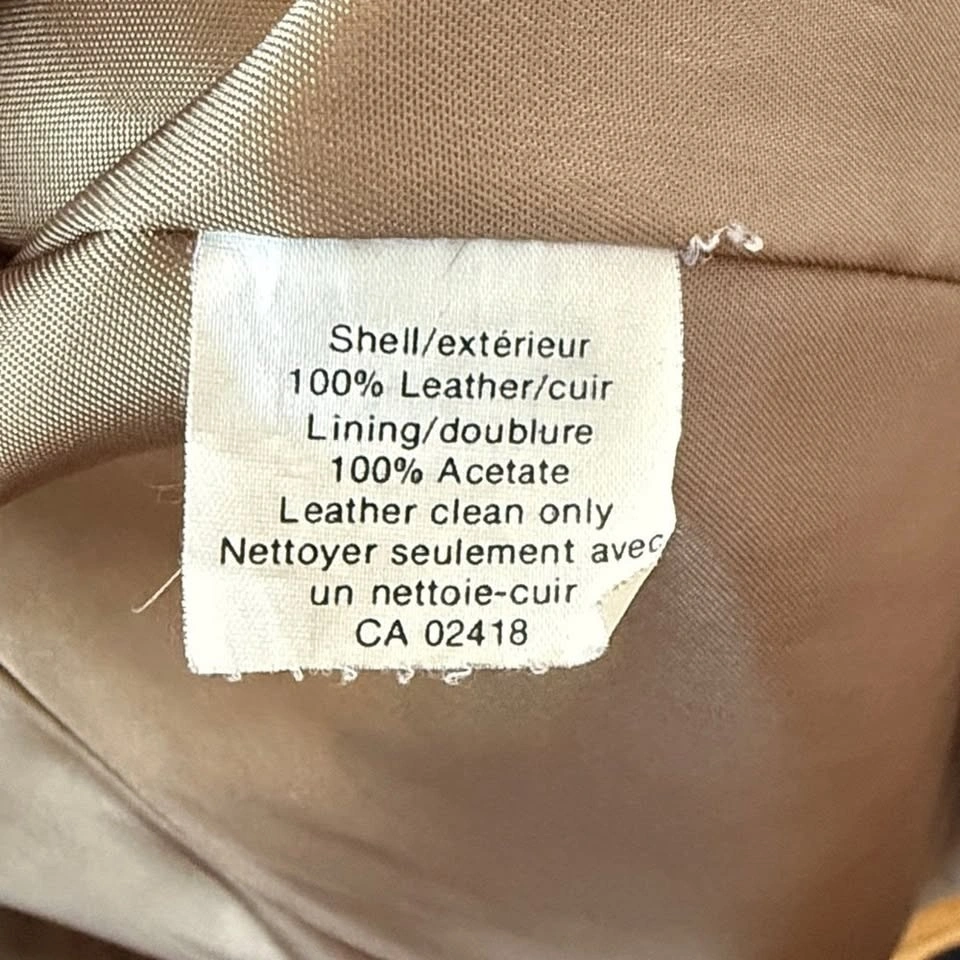 Shell/extérieur
100% Leather/cuir
Lining/doublure
100% Acetate
Leather clean only
Nettoyer seulement avec
un nettoie-cuir
CA 02418